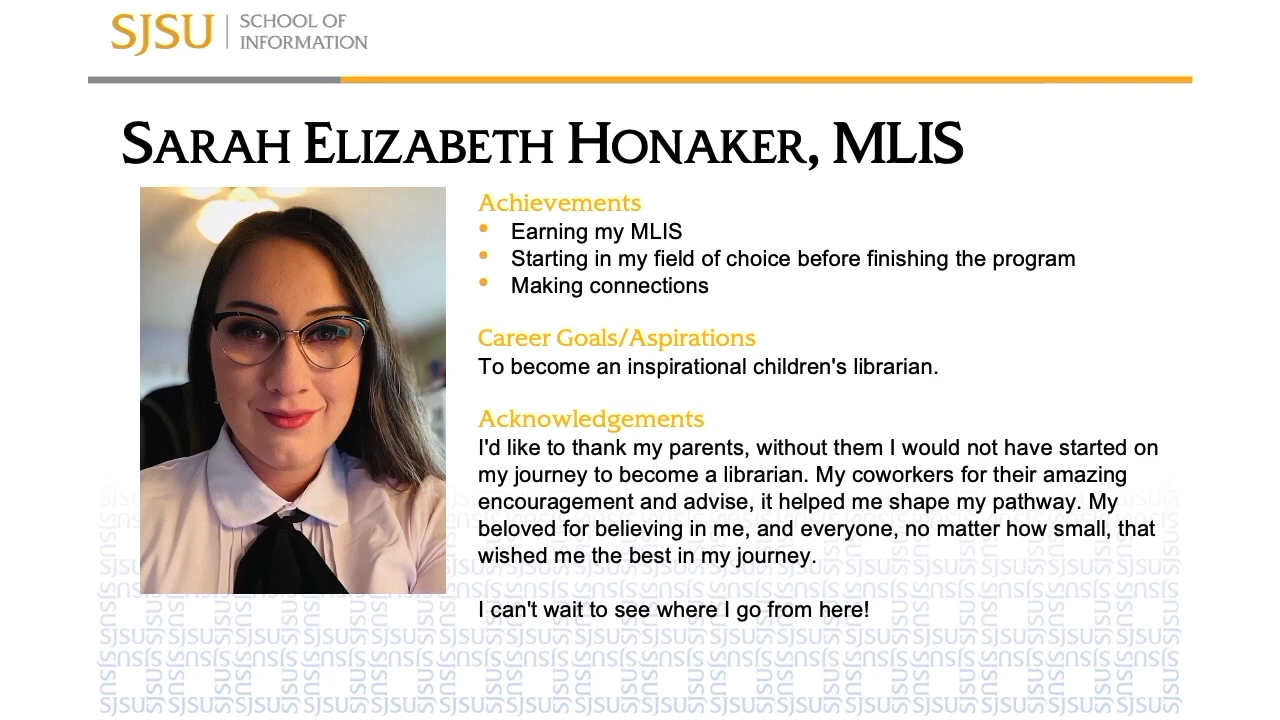 SJSU SCHOOL OF
INFORMATION
SARAH ELIZABETH HONAKER, MLIS
Achievements
• Earning my MLIS
• Starting in my field of choice before finishing the program
• Making connections
Career Goals/Aspirations
To become an inspirational children's librarian.
Acknowledgements
I'd like to thank my parents, without them I would not have started on
my journey to become a librarian. My coworkers for their amazing
encouragement and advise, it helped me shape my pathway. My
beloved for believing in me, and everyone, no matter how small, that
wished me the best in my journey.
I can't wait to see where I go from here!